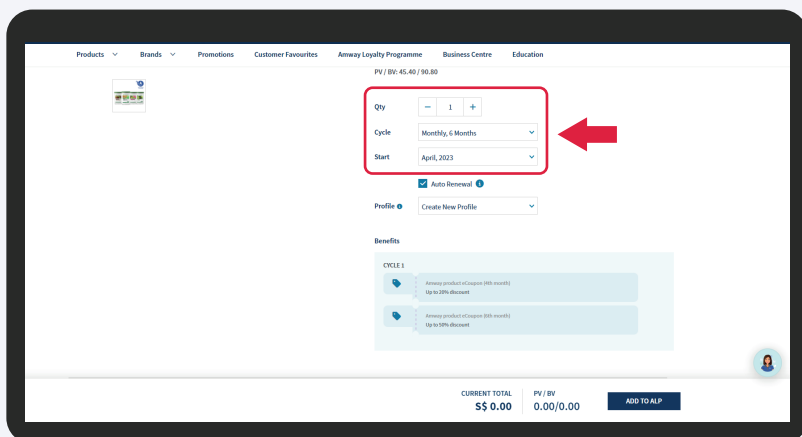 Products Brands Promotions Customer Favourites Amway Loyalty Programme Business Centre Education
PV / BV: 45.40 / 90.80
Qty − 1 +
Cycle Monthly, 6 Months
Start April, 2023
Auto Renewal
Profile Create New Profile
Benefits
CYCLE 1
Amway product eCoupon (4th month)
Up to 20% discount
Amway product eCoupon (6th month)
Up to 50% discount
CURRENT TOTAL PV / BV
S$ 0.00 0.00/0.00 ADD TO ALP